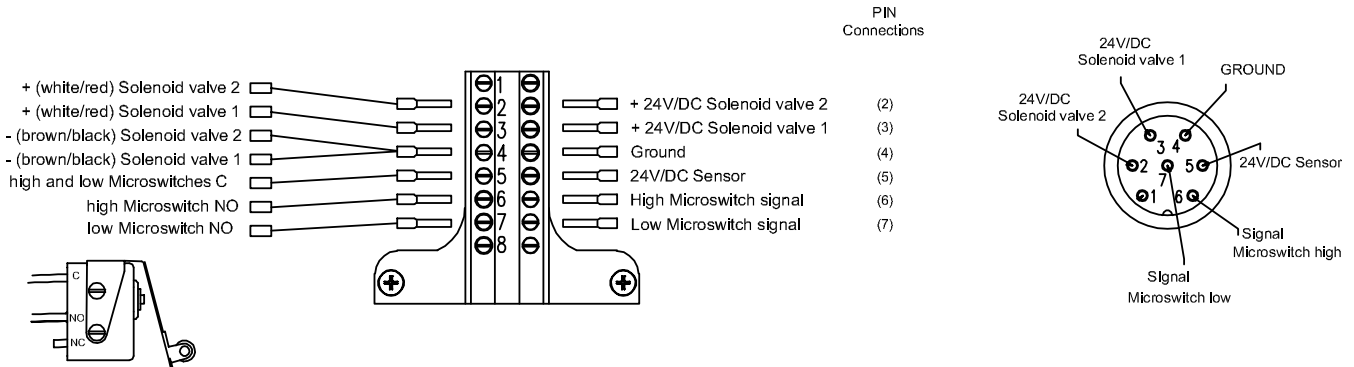 PIN
Connections
+ (white/red) Solenoid valve 2
+ (white/red) Solenoid valve 1
- (brown/black) Solenoid valve 2
- (brown/black) Solenoid valve 1
high and low Microswitches C
high Microswitch NO
low Microswitch NO
1
2
3
4
5
6
7
8
+ 24V/DC Solenoid valve 2 (2)
+ 24V/DC Solenoid valve 1 (3)
Ground (4)
24V/DC Sensor (5)
High Microswitch signal (6)
Low Microswitch signal (7)
C
NO
NC
24V/DC
Solenoid valve 1
GROUND
24V/DC
Solenoid valve 2
24V/DC Sensor
3 4
2 5
7
1 6
Signal
Microswitch high
SIgnal
Microswitch low